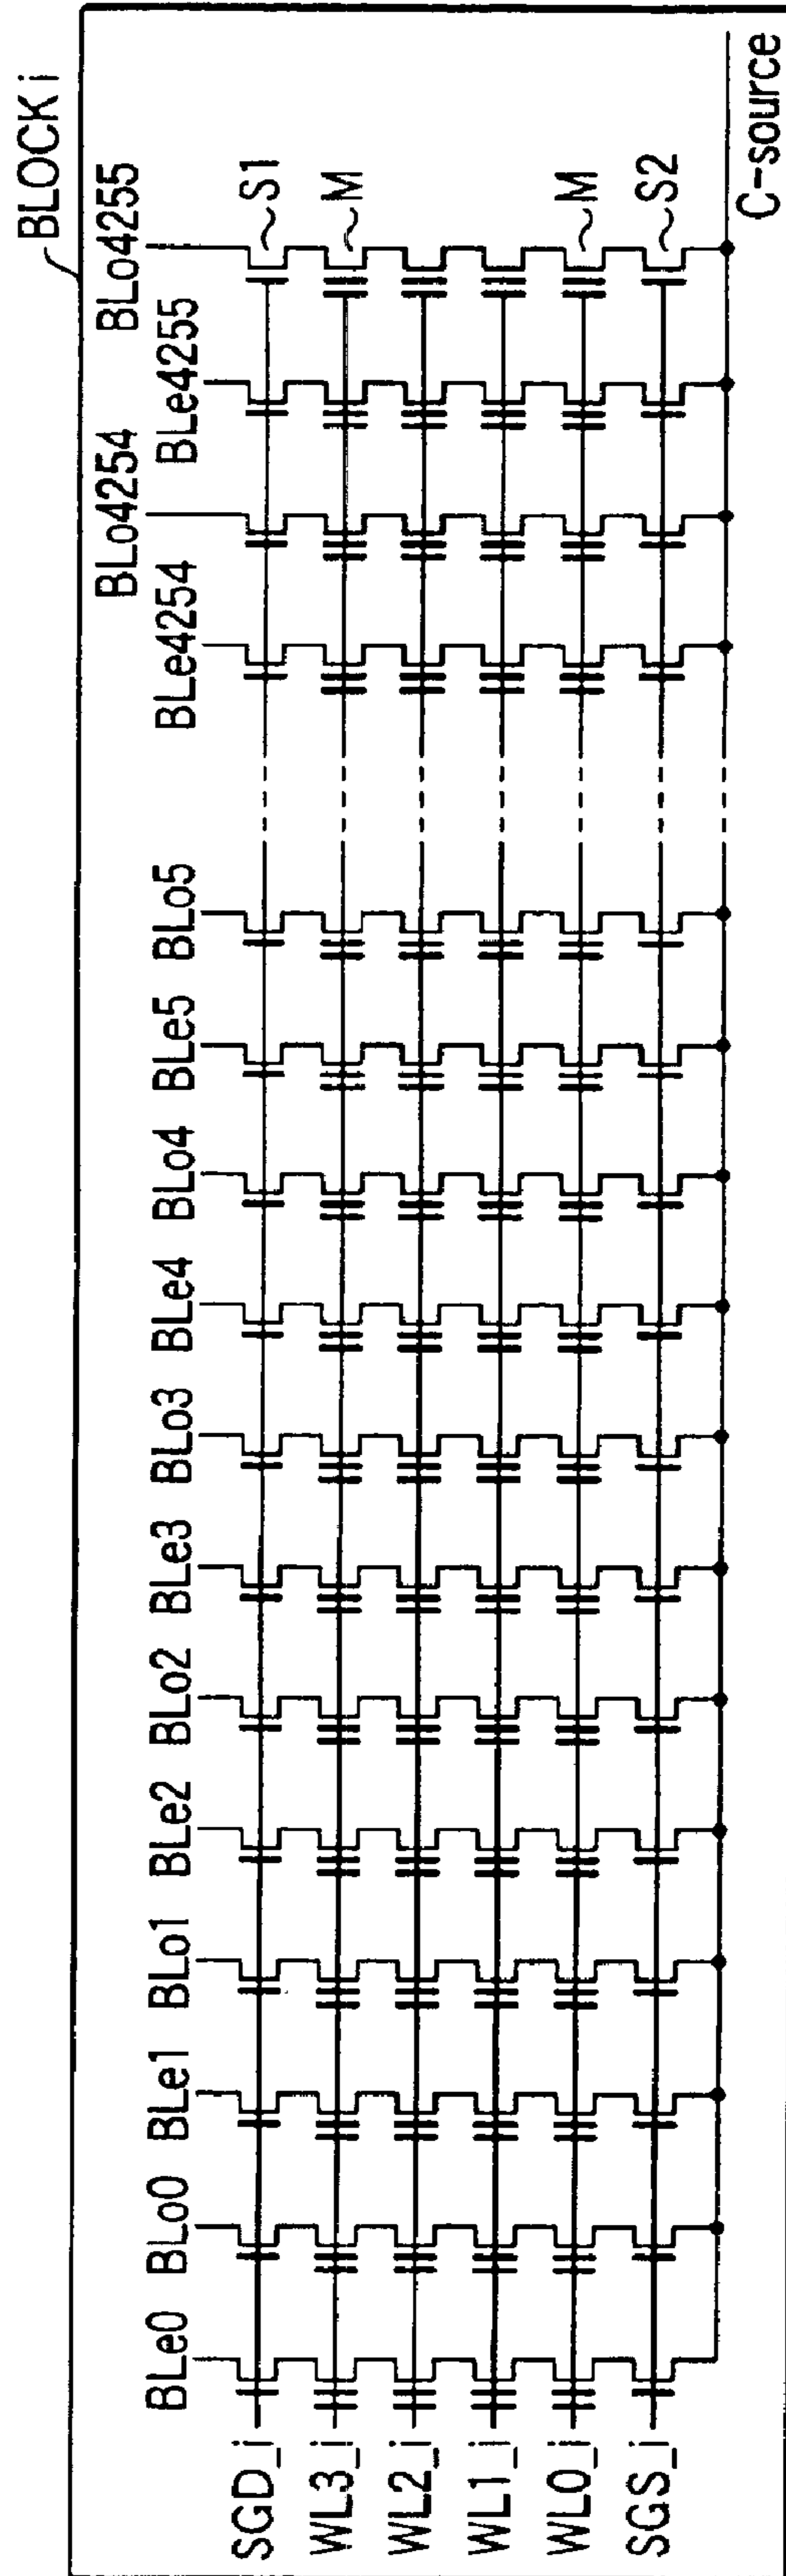 BLOCK i
BLe0 BLo0 BLe1 BLo1 BLe2 BLo2 BLe3 BLo3 BLe4 BLo4 BLe5 BLo5 BLe4254 BLo4254 BLe4255 BLo4255
SGD_i S1
WL3_i M
WL2_i
WL1_i
WL0_i M
SGS_i S2
C-source